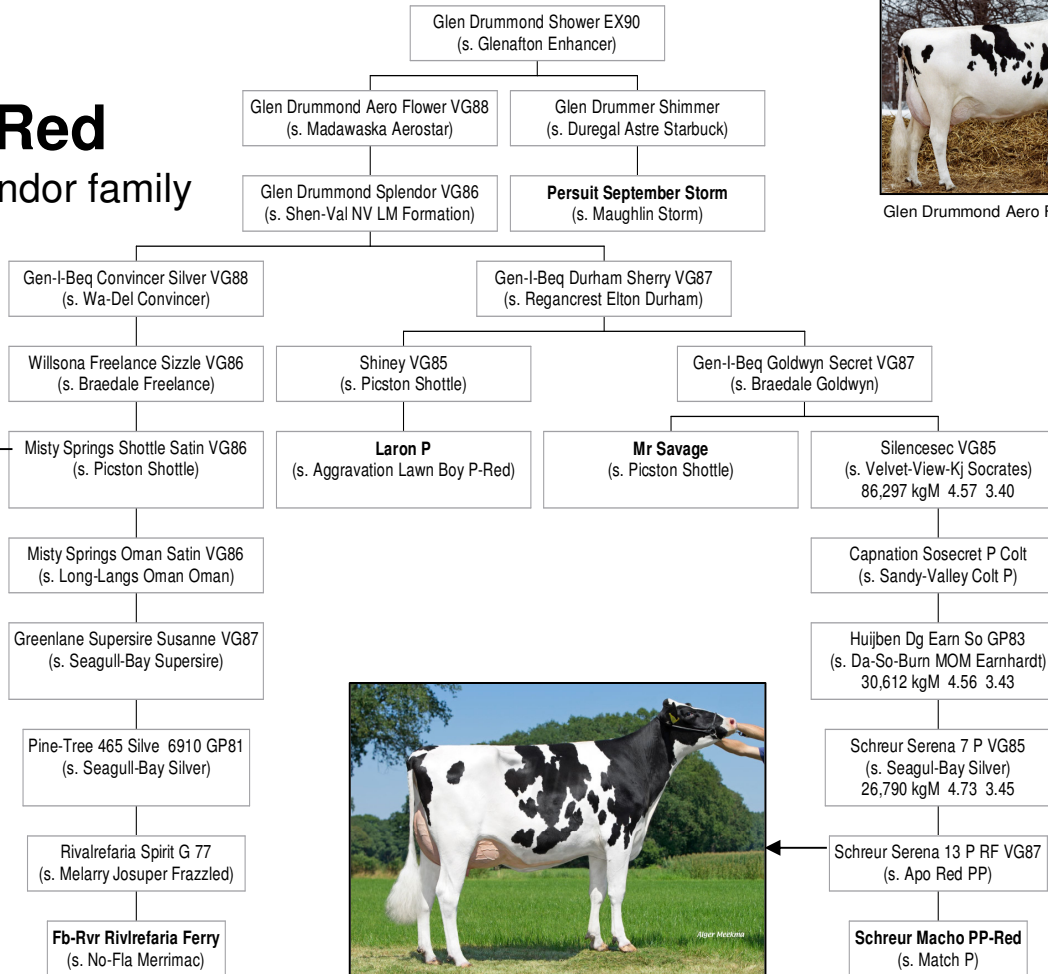 Glen Drummond Shower EX90
(s. Glenafton Enhancer)
Glen Drummond Aero Flower VG88
(s. Madawaska Aerostar)
Glen Drummer Shimmer
(s. Duregal Astre Starbuck)
Red
ndor family
Glen Drummond Splendor VG86
(s. Shen-Val NV LM Formation)
Persuit September Storm
(s. Maughlin Storm)
Glen Drummond Aero F
Gen-I-Beq Convincer Silver VG88
(s. Wa-Del Convincer)
Gen-I-Beq Durham Sherry VG87
(s. Regancrest Elton Durham)
Willsona Freelance Sizzle VG86
(s. Braedale Freelance)
Shiney VG85
(s. Picston Shottle)
Gen-I-Beq Goldwyn Secret VG87
(s. Braedale Goldwyn)
Misty Springs Shottle Satin VG86
(s. Picston Shottle)
Laron P
(s. Aggravation Lawn Boy P-Red)
Mr Savage
(s. Picston Shottle)
Silencesec VG85
(s. Velvet-View-Kj Socrates)
86,297 kgM 4.57 3.40
Misty Springs Oman Satin VG86
(s. Long-Langs Oman Oman)
Capnation Sosecret P Colt
(s. Sandy-Valley Colt P)
Greenlane Supersire Susanne VG87
(s. Seagull-Bay Supersire)
Huijben Dg Earn So GP83
(s. Da-So-Burn MOM Earnhardt)
30,612 kgM 4.56 3.43
Pine-Tree 465 Silve 6910 GP81
(s. Seagull-Bay Silver)
Schreur Serena 7 P VG85
(s. Seagul-Bay Silver)
26,790 kgM 4.73 3.45
Rivalrefaria Spirit G 77
(s. Melarry Josuper Frazzled)
Schreur Serena 13 P RF VG87
(s. Apo Red PP)
Alger Meekma
Fb-Rvr Rivlrefaria Ferry
(s. No-Fla Merrimac)
Schreur Macho PP-Red
(s. Match P)